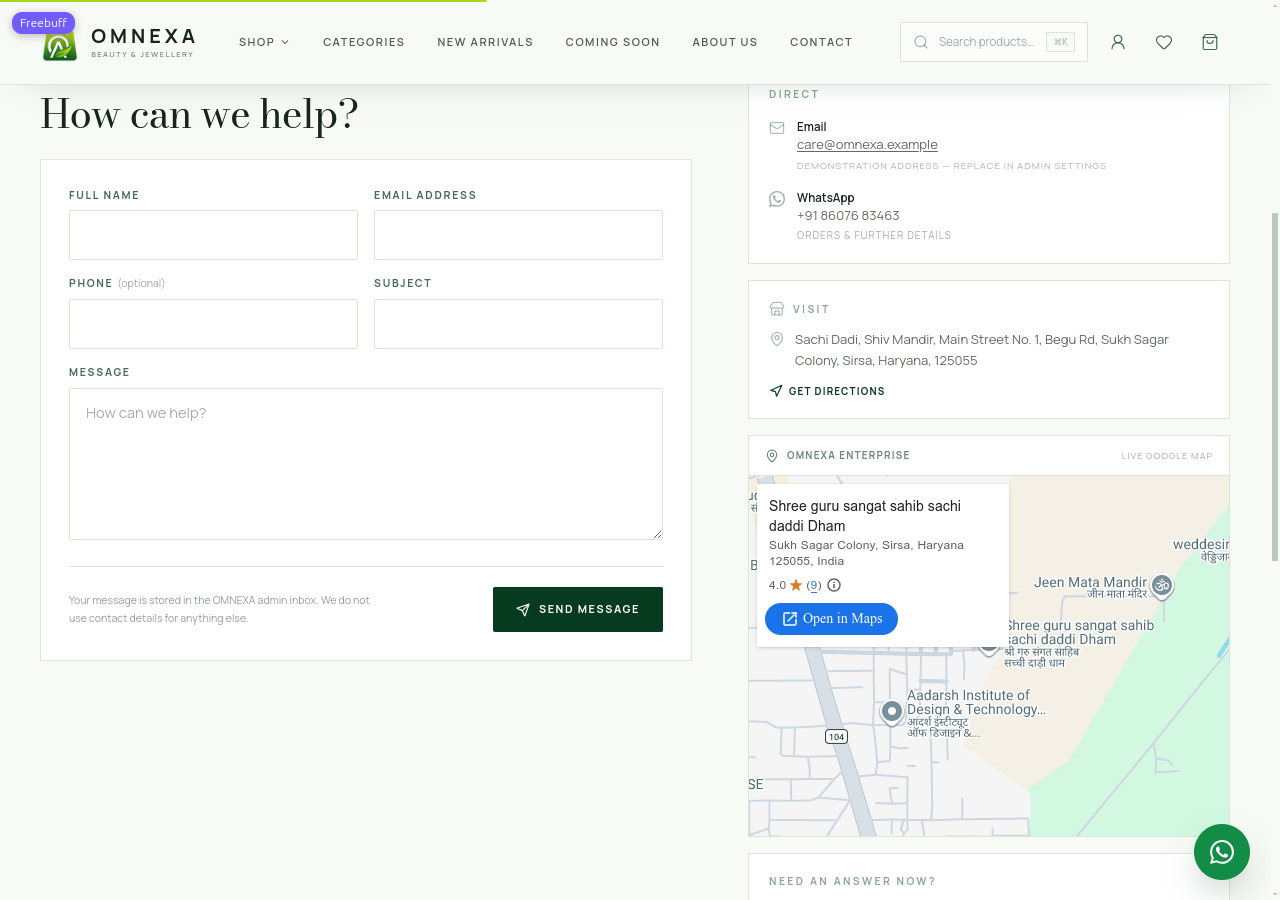 Freebuff
OMNEXA
BEAUTY & JEWELLERY
SHOP
CATEGORIES
NEW ARRIVALS
COMING SOON
ABOUT US
CONTACT
Search products...
⌘K
How can we help?
FULL NAME
EMAIL ADDRESS
PHONE (optional)
SUBJECT
MESSAGE
How can we help?
Your message is stored in the OMNEXA admin inbox. We do not
use contact details for anything else.
SEND MESSAGE
DIRECT
Email
care@omnexa.example
DEMONSTRATION ADDRESS — REPLACE IN ADMIN SETTINGS
WhatsApp
+91 86076 83463
ORDERS & FURTHER DETAILS
VISIT
Sachi Dadi, Shiv Mandir, Main Street No. 1, Begu Rd, Sukh Sagar
Colony, Sirsa, Haryana, 125055
GET DIRECTIONS
OMNEXA ENTERPRISE
LIVE GOOGLE MAP
Shree guru sangat sahib sachi
daddi Dham
Sukh Sagar Colony, Sirsa, Haryana
125055, India
4.0 ★ (9)
Open in Maps
weddesir
Jeen Mata Mandir
जीन माता मंदिर
Shree guru sangat sahib
sachi daddi Dham
श्री गुरु संगत साहिब
सच्ची दाड़ी धाम
Aadarsh Institute of
Design & Technology...
आदर्श इंस्टीट्यूट
ऑफ डिजाइन &...
104
SE
NEED AN ANSWER NOW?